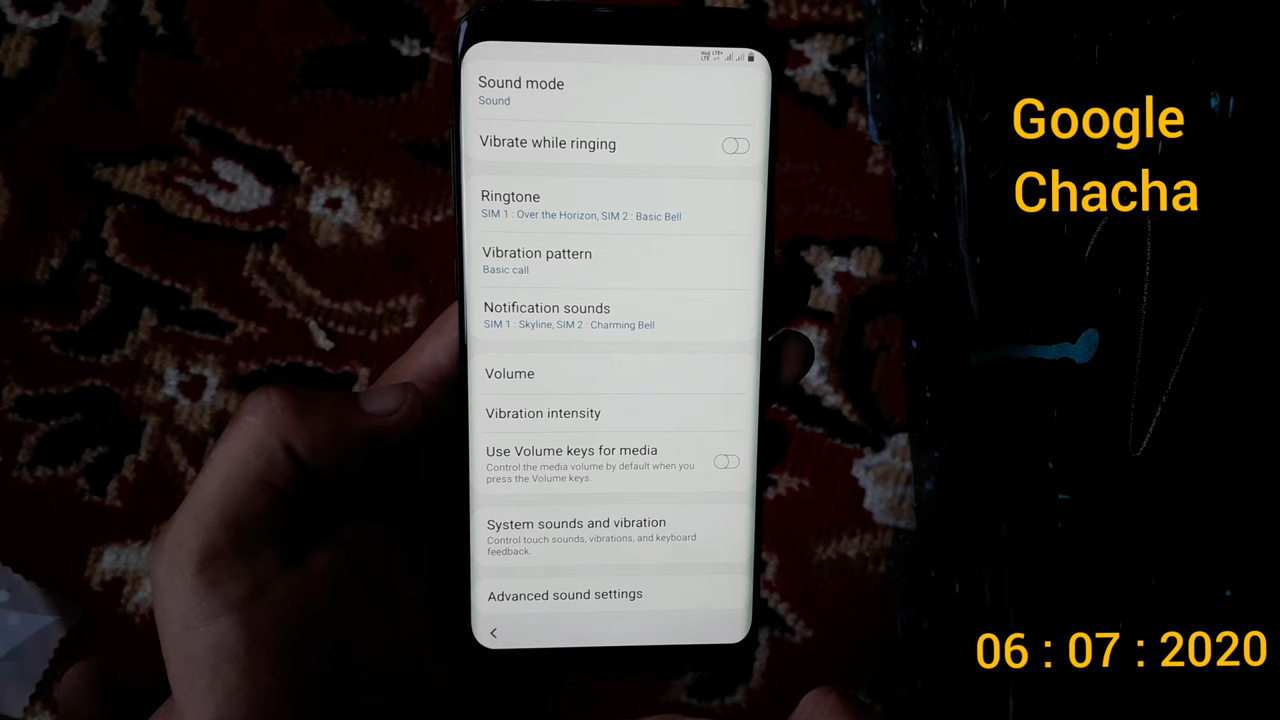 Sound mode
Sound
Vibrate while ringing
Ringtone
SIM 1 : Over the Horizon, SIM 2 : Basic Bell
Vibration pattern
Basic call
Notification sounds
SIM 1 : Skyline, SIM 2 : Charming Bell
Volume
Vibration intensity
Use Volume keys for media
Control the media volume by default when you
press the Volume keys.
System sounds and vibration
Control touch sounds, vibrations, and keyboard
feedback.
Advanced sound settings
Google
Chacha
06 : 07 : 2020